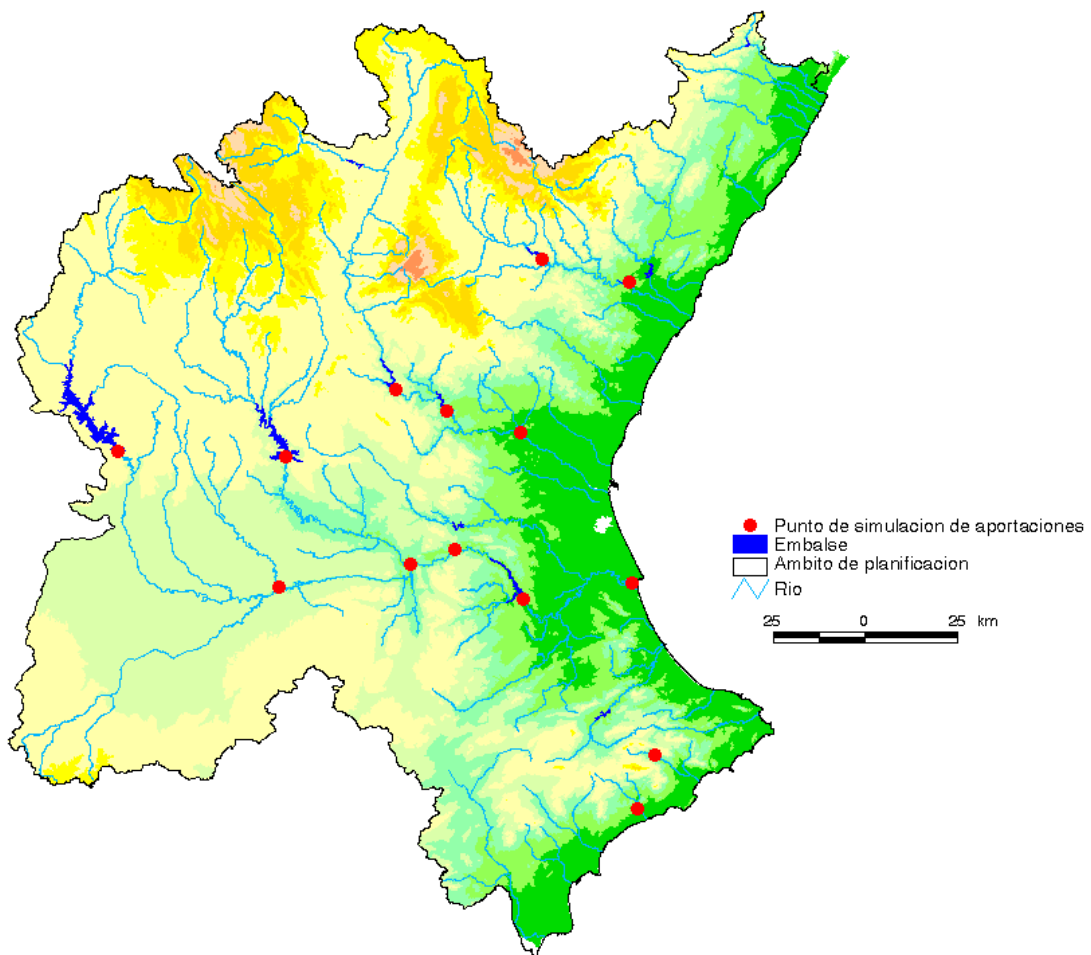 Punto de simulacion de aportaciones
Embalse
Ambito de planificacion
Rio
25 0 25 km